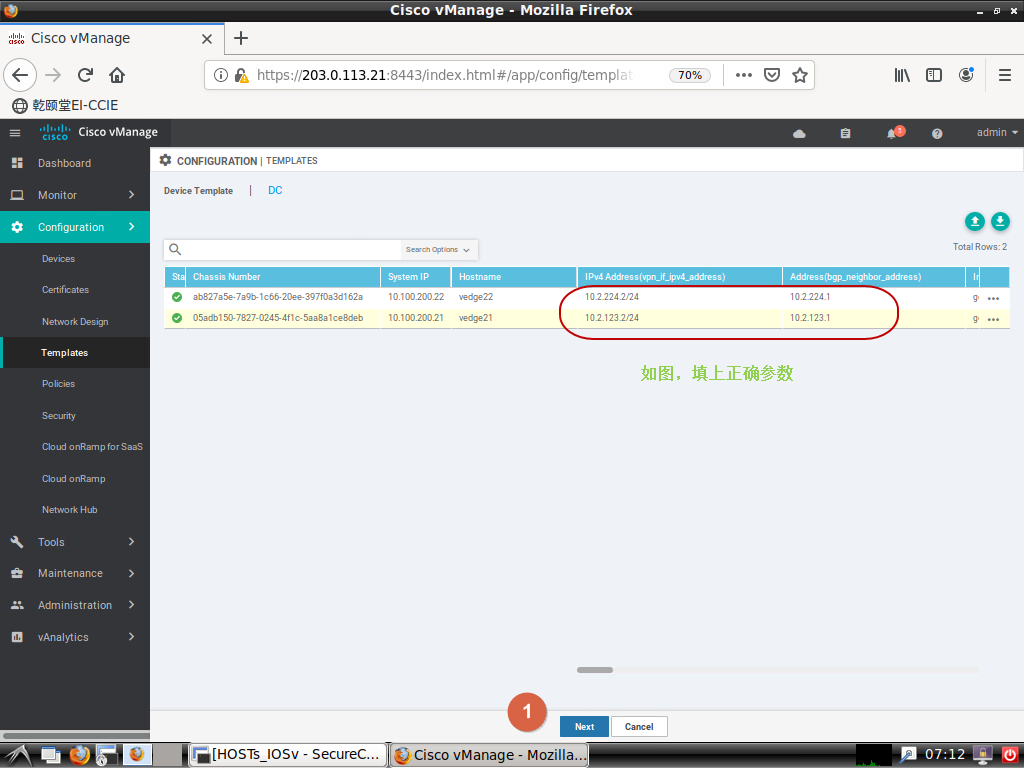 Cisco vManage - Mozilla Firefox
Cisco vManage
https://203.0.113.21:8443/index.html#/app/config/templat
70%
乾颐堂EI-CCIE
cisco Cisco vManage
admin
Dashboard
Monitor
Configuration
Devices
Certificates
Network Design
Templates
Policies
Security
Cloud onRamp for SaaS
Cloud onRamp
Network Hub
Tools
Maintenance
Administration
vAnalytics
CONFIGURATION | TEMPLATES
Device Template | DC
Search Options
Total Rows: 2
Sta Chassis Number System IP Hostname IPv4 Address(vpn_if_ipv4_address) Address(bgp_neighbor_address)
ab827a5e-7a9b-1c66-20ee-397f0a3d162a 10.100.200.22 vedge22 10.2.224.2/24 10.2.224.1
05adb150-7827-0245-4f1c-5aa8a1ce8deb 10.100.200.21 vedge21 10.2.123.2/24 10.2.123.1
如图，填上正确参数
1
Next Cancel
[HOSTs_IOSv - SecureC... Cisco vManage - Mozilla... 07:12